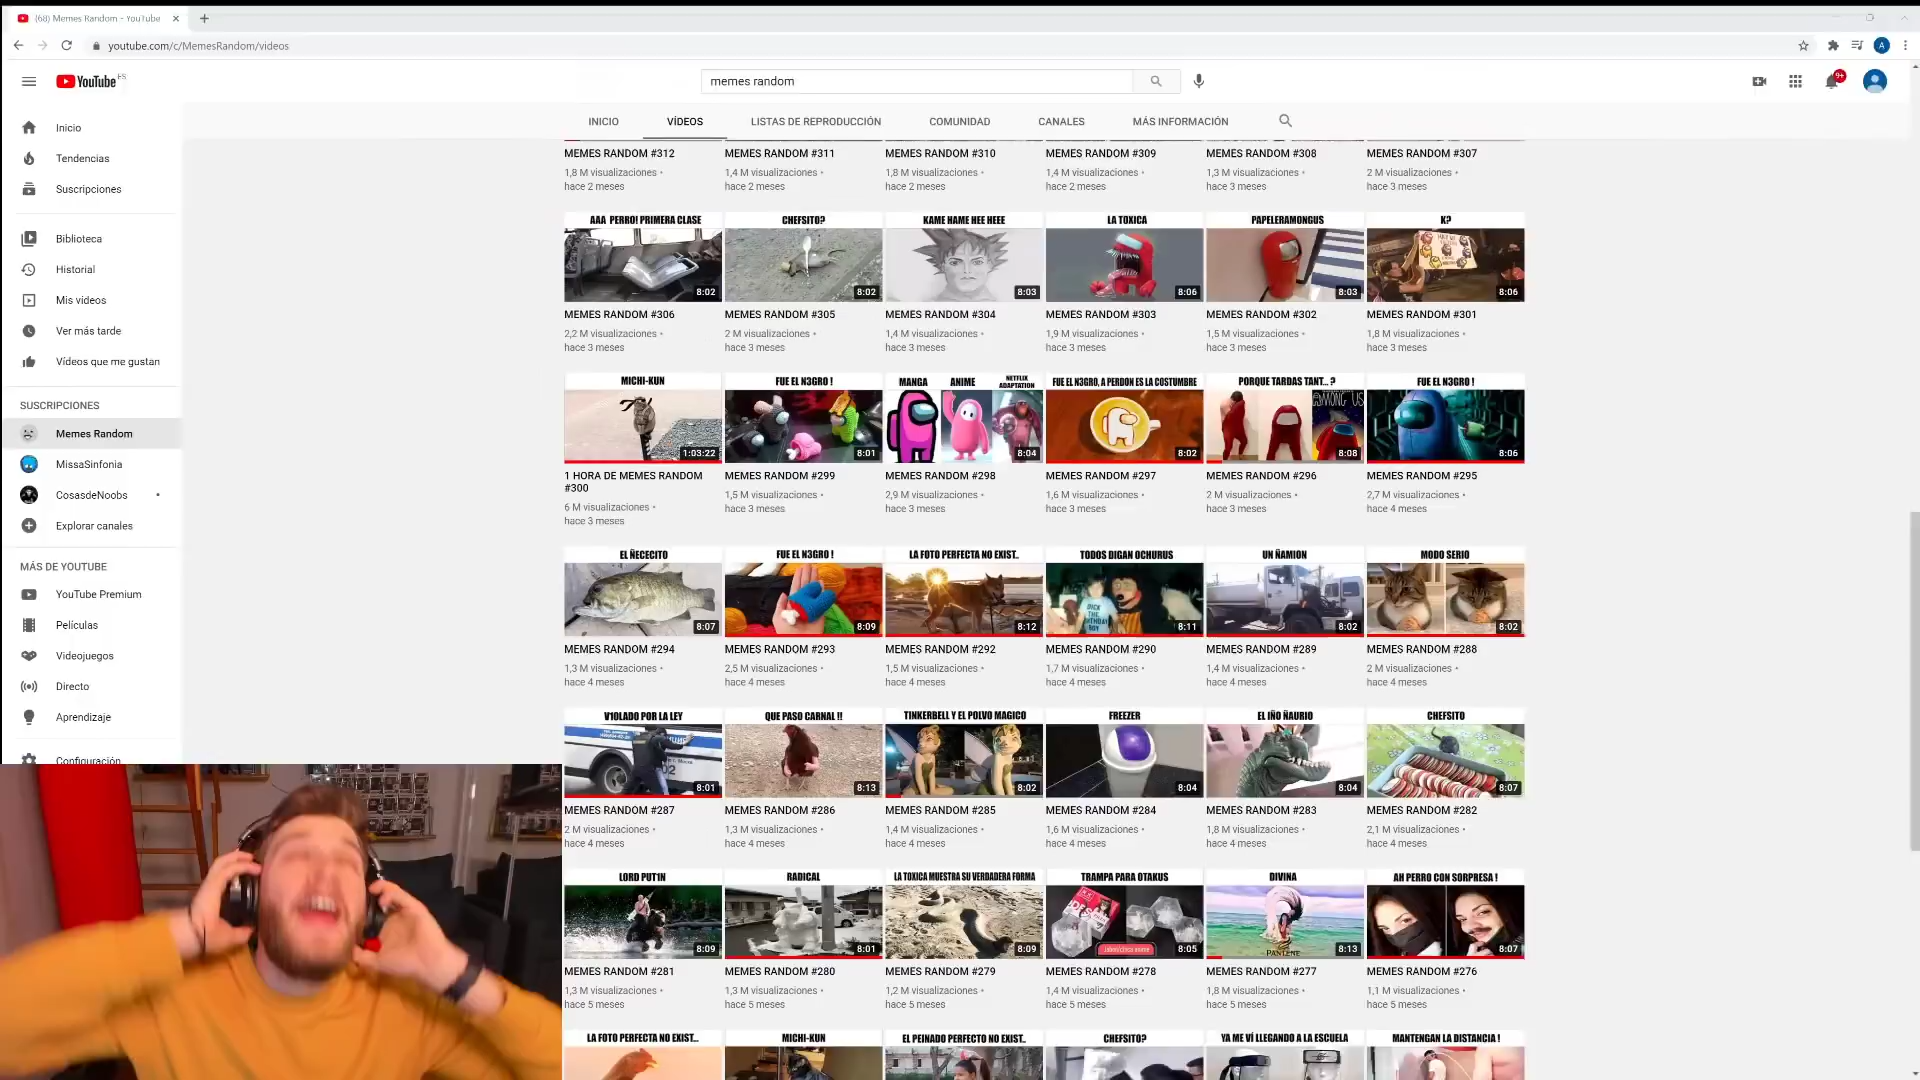 (68) Memes Random - YouTube
youtube.com/c/MemesRandom/videos
YouTube ES
memes random
9+
A
INICIO
VÍDEOS
LISTAS DE REPRODUCCIÓN
COMUNIDAD
CANALES
MÁS INFORMACIÓN
Inicio
Tendencias
Suscripciones
Biblioteca
Historial
Mis vídeos
Ver más tarde
Vídeos que me gustan
SUSCRIPCIONES
Memes Random
MissaSinfonia
CosasdeNoobs
Explorar canales
MÁS DE YOUTUBE
YouTube Premium
Películas
Videojuegos
Directo
Aprendizaje
Configuración
MEMES RANDOM #312
1,8 M visualizaciones •
hace 2 meses
MEMES RANDOM #311
1,4 M visualizaciones •
hace 2 meses
MEMES RANDOM #310
1,8 M visualizaciones •
hace 2 meses
MEMES RANDOM #309
1,4 M visualizaciones •
hace 2 meses
MEMES RANDOM #308
1,3 M visualizaciones •
hace 3 meses
MEMES RANDOM #307
2 M visualizaciones •
hace 3 meses
AAA PERRO! PRIMERA CLASE
8:02
MEMES RANDOM #306
2,2 M visualizaciones •
hace 3 meses
CHEFSITO?
8:02
MEMES RANDOM #305
2 M visualizaciones •
hace 3 meses
KAME HAME HEE HEEE
8:03
MEMES RANDOM #304
1,4 M visualizaciones •
hace 3 meses
LA TOXICA
8:06
MEMES RANDOM #303
1,9 M visualizaciones •
hace 3 meses
PAPELERAMONGUS
8:03
MEMES RANDOM #302
1,5 M visualizaciones •
hace 3 meses
K?
8:06
MEMES RANDOM #301
1,8 M visualizaciones •
hace 3 meses
MICHI-KUN
1:03:22
1 HORA DE MEMES RANDOM
#300
6 M visualizaciones •
hace 3 meses
FUE EL N3GRO !
8:01
MEMES RANDOM #299
1,5 M visualizaciones •
hace 3 meses
MANGA
ANIME
NETFLIX
ADAPTATION
8:04
MEMES RANDOM #298
2,9 M visualizaciones •
hace 3 meses
FUE EL N3GRO, A PERDON ES LA COSTUMBRE
8:02
MEMES RANDOM #297
1,6 M visualizaciones •
hace 3 meses
PORQUE TARDAS TANT... ?
AMONG US
8:08
MEMES RANDOM #296
2 M visualizaciones •
hace 3 meses
FUE EL N3GRO !
8:06
MEMES RANDOM #295
2,7 M visualizaciones •
hace 4 meses
EL ÑECECITO
8:07
MEMES RANDOM #294
1,3 M visualizaciones •
hace 4 meses
FUE EL N3GRO !
8:09
MEMES RANDOM #293
2,5 M visualizaciones •
hace 4 meses
LA FOTO PERFECTA NO EXIST..
8:12
MEMES RANDOM #292
1,5 M visualizaciones •
hace 4 meses
TODOS DIGAN OCHURUS
8:11
MEMES RANDOM #290
1,7 M visualizaciones •
hace 4 meses
UN ÑAMION
8:02
MEMES RANDOM #289
1,4 M visualizaciones •
hace 4 meses
MODO SERIO
8:02
MEMES RANDOM #288
2 M visualizaciones •
hace 4 meses
V1OLADO POR LA LEY
8:01
MEMES RANDOM #287
2 M visualizaciones •
hace 4 meses
QUE PASO CARNAL !!
8:13
MEMES RANDOM #286
1,3 M visualizaciones •
hace 4 meses
TINKERBELL Y EL POLVO MAGICO
8:02
MEMES RANDOM #285
1,4 M visualizaciones •
hace 4 meses
FREEZER
8:04
MEMES RANDOM #284
1,6 M visualizaciones •
hace 4 meses
EL IÑO ÑAURIO
8:04
MEMES RANDOM #283
1,8 M visualizaciones •
hace 4 meses
CHEFSITO
8:07
MEMES RANDOM #282
2,1 M visualizaciones •
hace 4 meses
LORD PUT1N
8:09
MEMES RANDOM #281
1,3 M visualizaciones •
hace 5 meses
RADICAL
8:01
MEMES RANDOM #280
1,3 M visualizaciones •
hace 5 meses
LA TOXICA MUESTRA SU VERDADERA FORMA
8:09
MEMES RANDOM #279
1,2 M visualizaciones •
hace 5 meses
TRAMPA PARA OTAKUS
8:05
MEMES RANDOM #278
1,4 M visualizaciones •
hace 5 meses
DIVINA
PANTENE
8:13
MEMES RANDOM #277
1,8 M visualizaciones •
hace 5 meses
AH PERRO CON SORPRESA !
8:07
MEMES RANDOM #276
1,1 M visualizaciones •
hace 5 meses
LA FOTO PERFECTA NO EXIST...
MICHI-KUN
EL PEINADO PERFECTO NO EXIST..
CHEFSITO?
YA ME VÍ LLEGANDO A LA ESCUELA
MANTENGAN LA DISTANCIA !